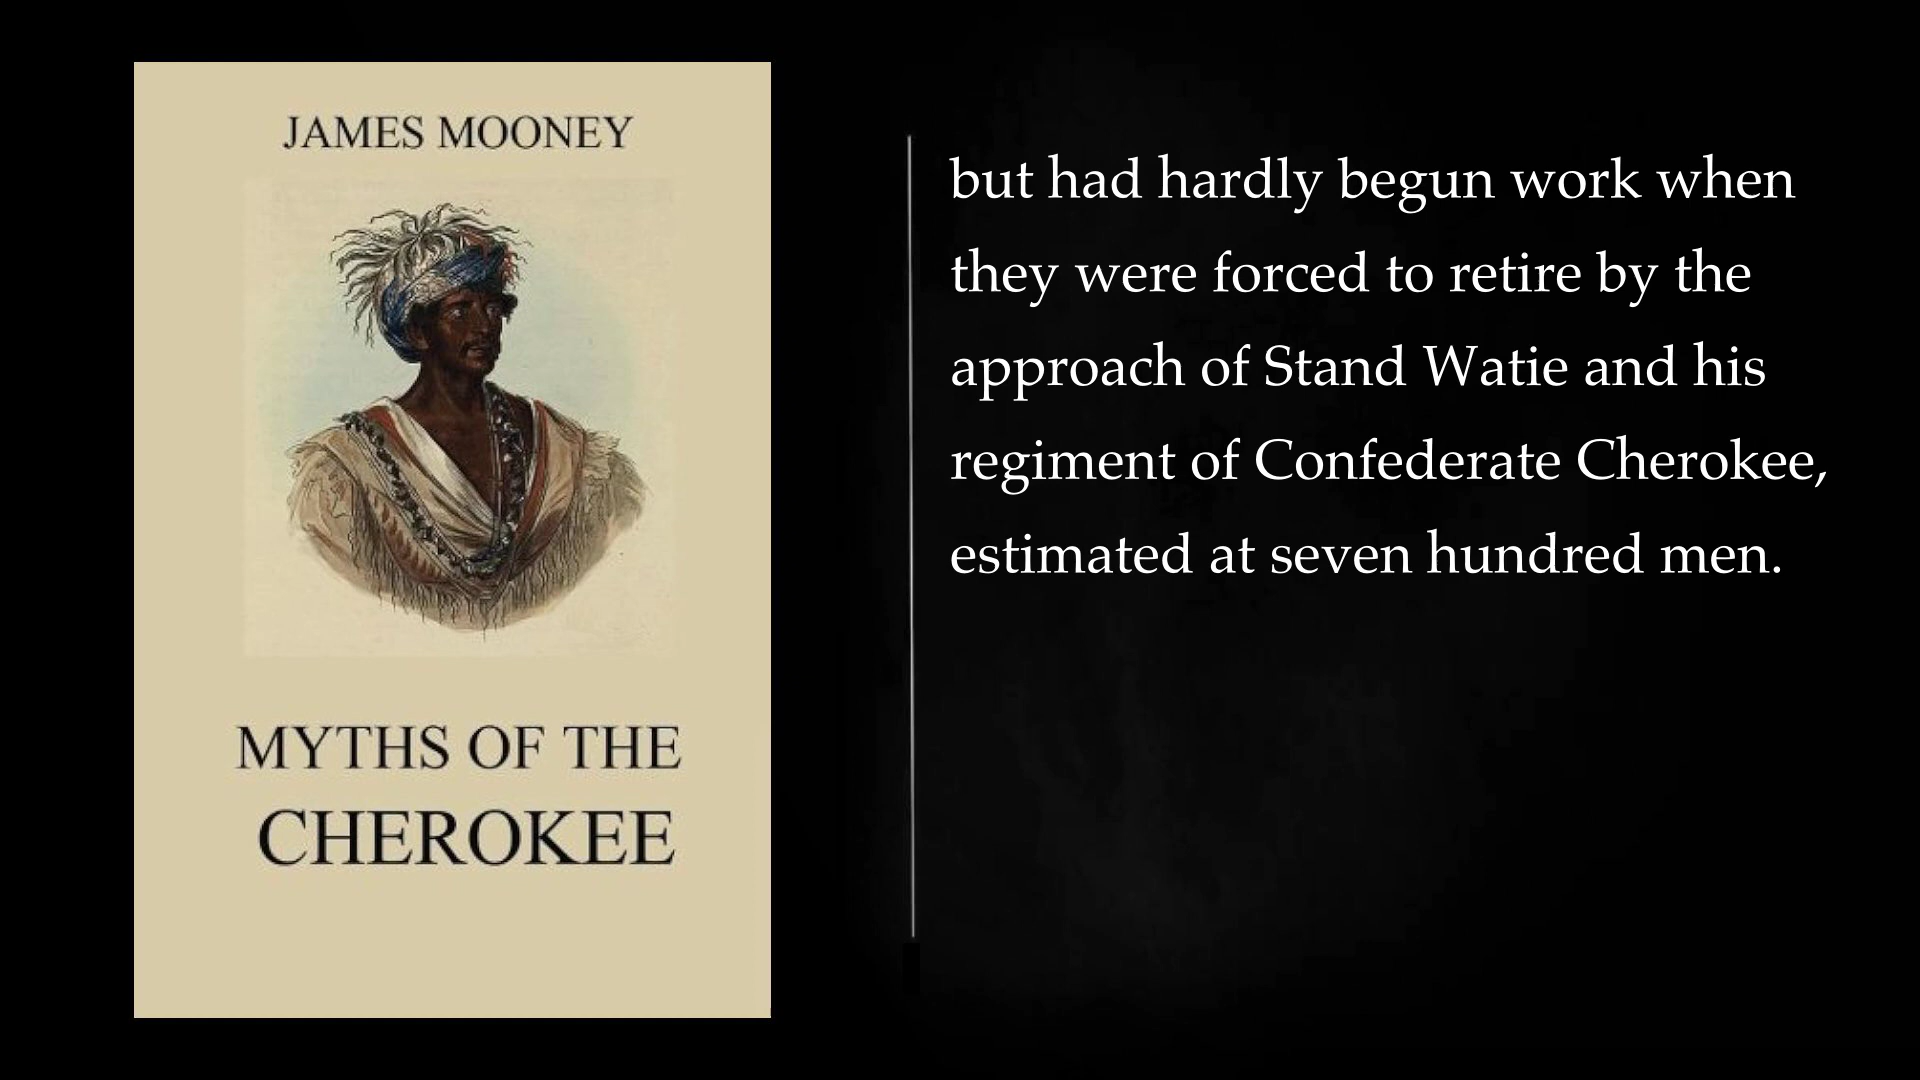 JAMES MOONEY
MYTHS OF THE
CHEROKEE
but had hardly begun work when
they were forced to retire by the
approach of Stand Watie and his
regiment of Confederate Cherokee,
estimated at seven hundred men.